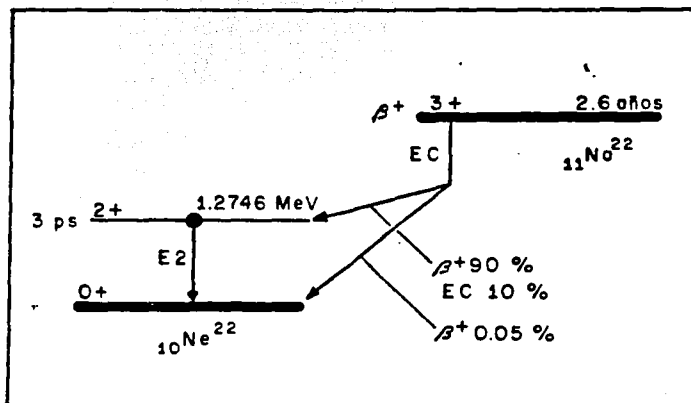 β+ 3+ 2.6 años
EC
₁₁Na²²
3 ps 2+ 1.2746 MeV
E2
β+ 90 %
EC 10 %
0+
β+ 0.05 %
₁₀Ne²²